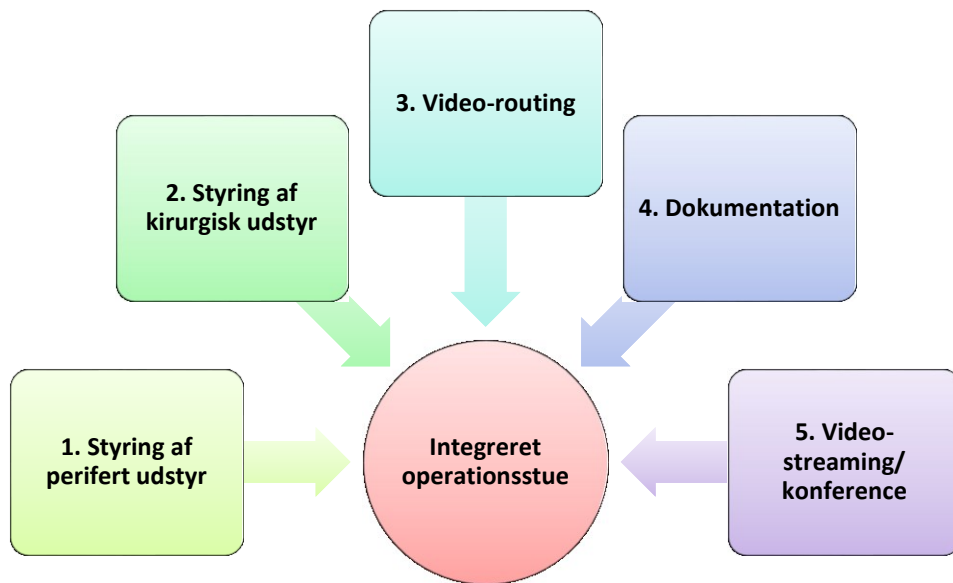 1. Styring af
perifert udstyr
2. Styring af
kirurgisk udstyr
3. Video-routing
4. Dokumentation
5. Video-
streaming/
konference
Integreret
operationsstue